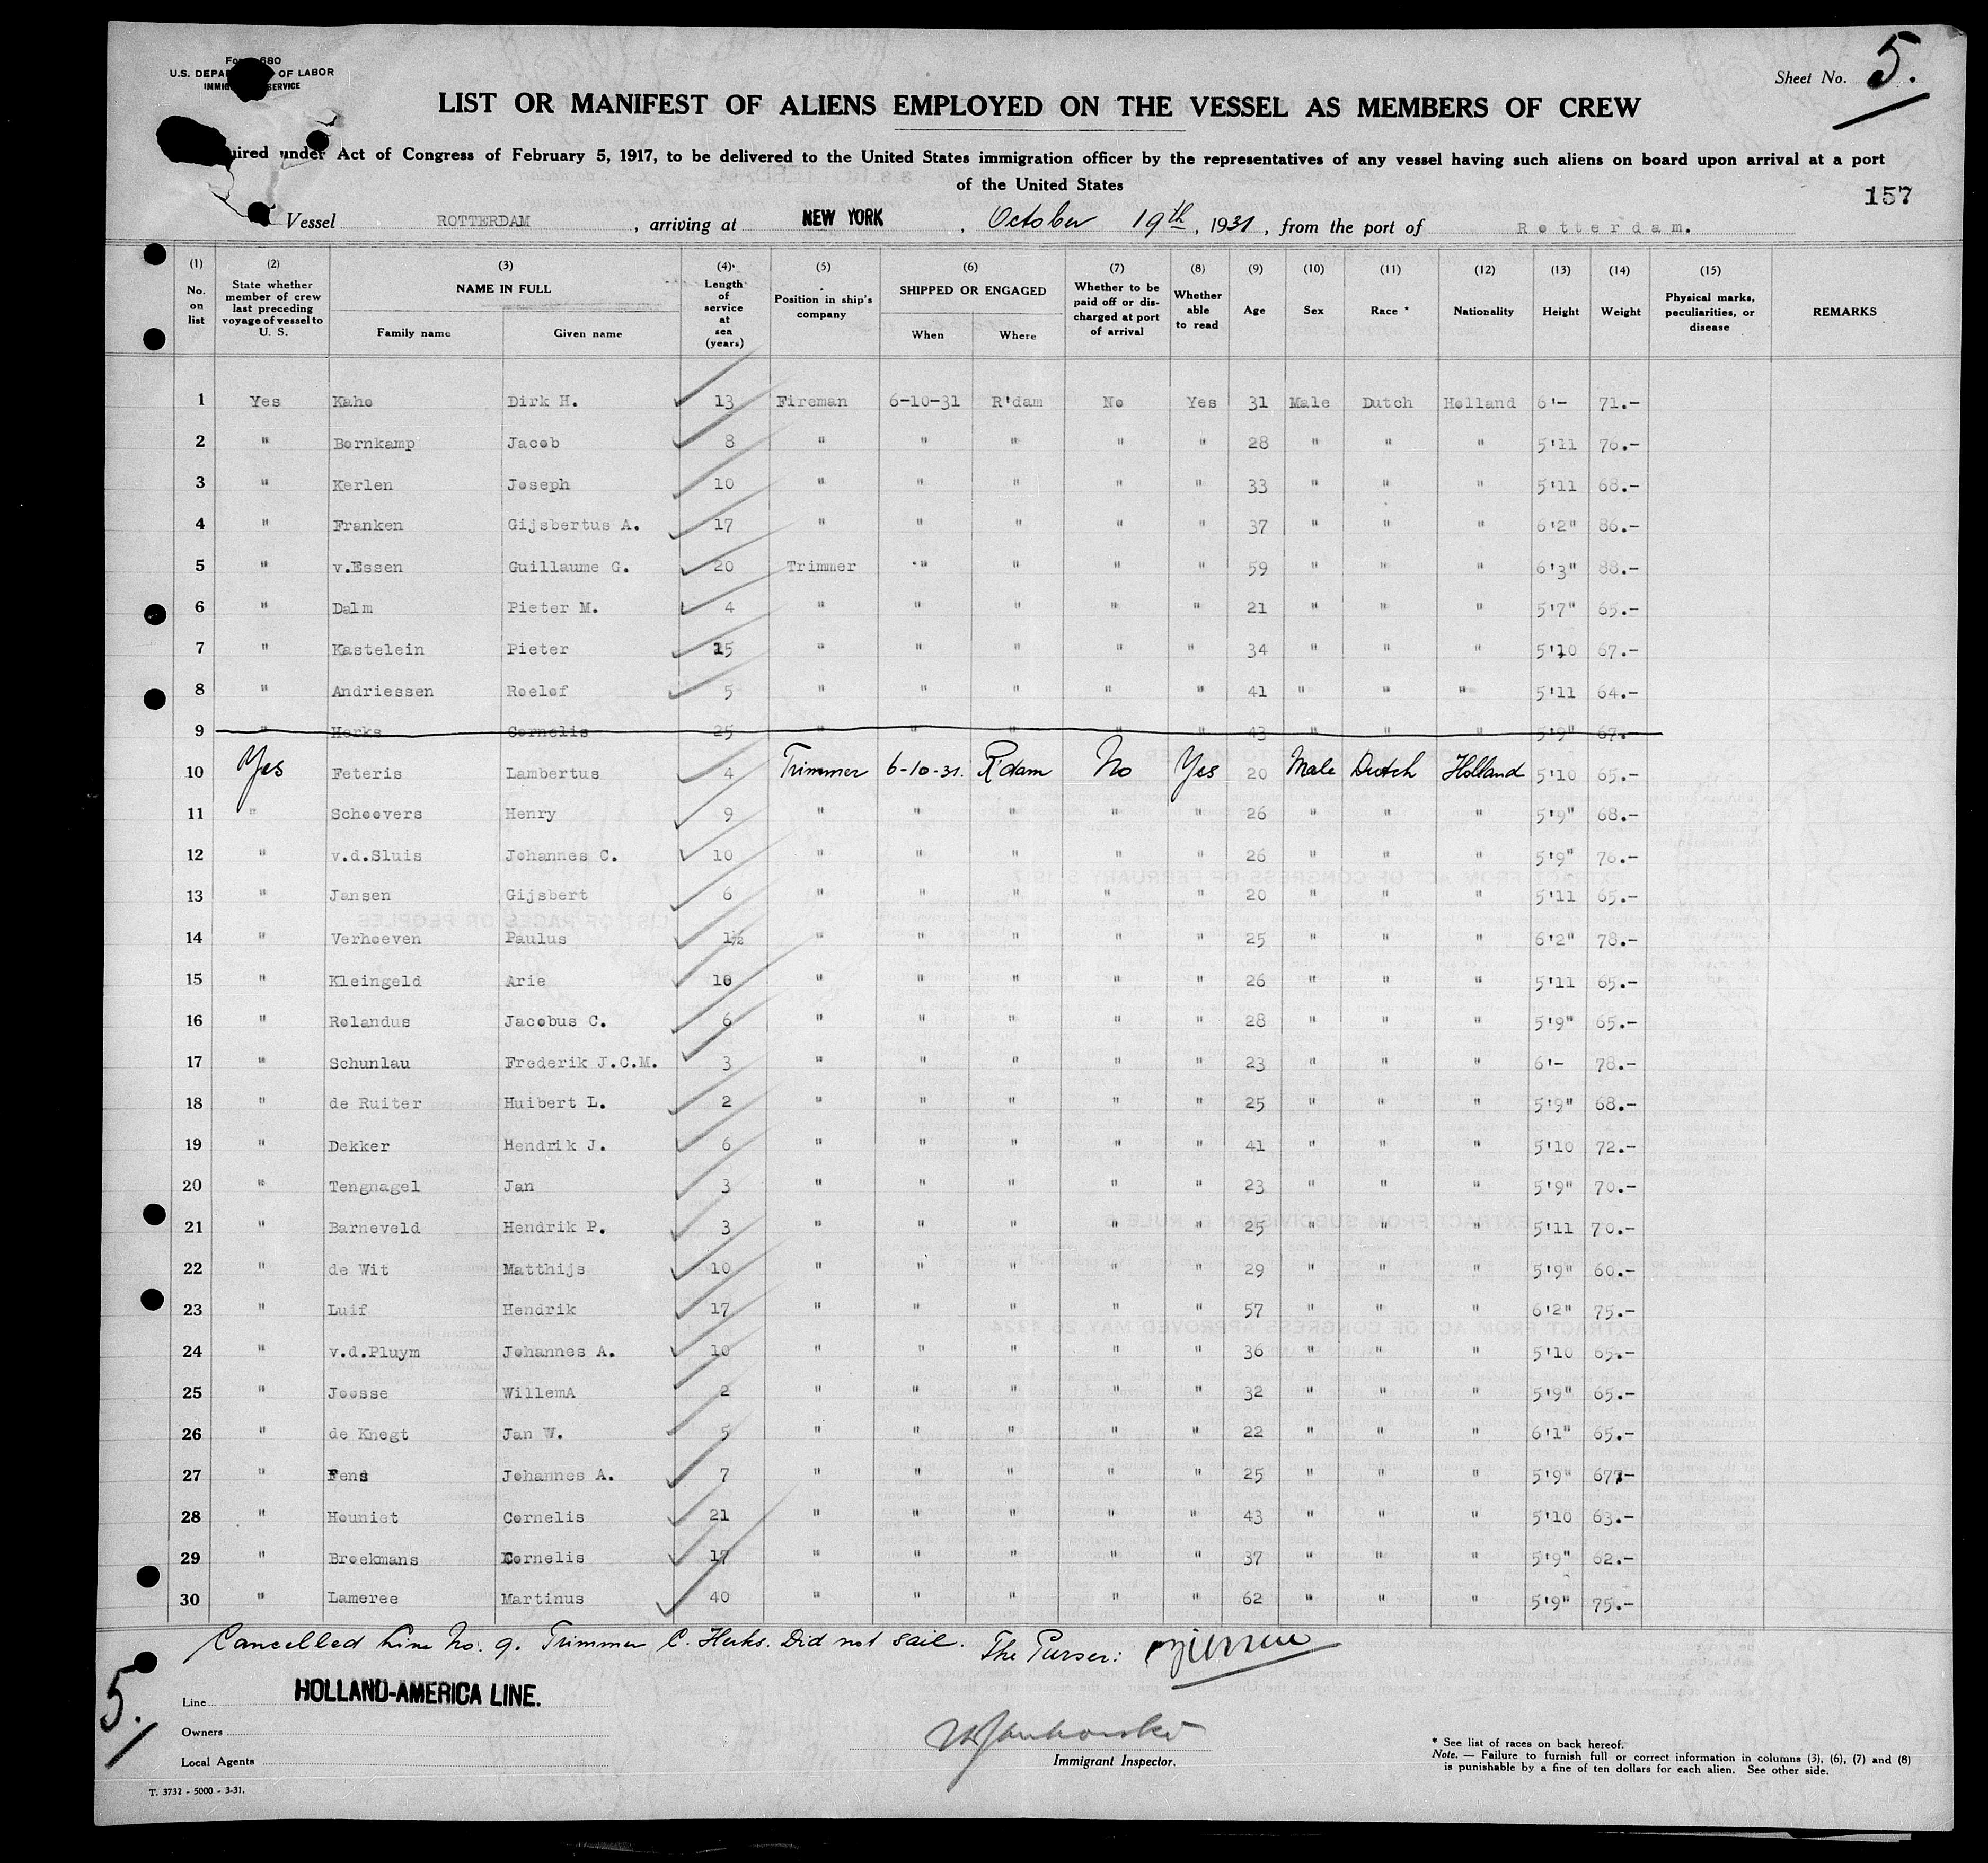 Form 680
U.S. DEPARTMENT OF LABOR
IMMIGRATION SERVICE
Sheet No. 5.
LIST OR MANIFEST OF ALIENS EMPLOYED ON THE VESSEL AS MEMBERS OF CREW
uired under Act of Congress of February 5, 1917, to be delivered to the United States immigration officer by the representatives of any vessel having such aliens on board upon arrival at a port
of the United States
157
Vessel ROTTERDAM, arriving at NEW YORK, October 19th, 1931, from the port of Rotterdam.
(1) No. on list (2) State whether member of crew last preceding voyage of vessel to U. S. (3) NAME IN FULL Family name Given name (4) Length of service at sea (years) (5) Position in ship's company (6) SHIPPED OR ENGAGED When Where (7) Whether to be paid off or discharged at port of arrival (8) Whether able to read (9) Age (10) Sex (11) Race * (12) Nationality (13) Height (14) Weight (15) Physical marks, peculiarities, or disease REMARKS
1 Yes Kaho Dirk H. 13 Fireman 6-10-31 R'dam No Yes 31 Male Dutch Holland 6'- 71.-
2 " Bornkamp Jacob 8 " " " " " 28 " " " 5'11 76.-
3 " Kerlen Joseph 10 " " " " " 33 " " " 5'11 68.-
4 " Franken Gijsbertus A. 17 " " " " " 37 " " " 6'2" 86.-
5 " v.Essen Guillaume G. 20 Trimmer " " " " 59 " " " 6'3" 88.-
6 " Dalm Pieter M. 4 " " " " " 21 " " " 5'7" 65.-
7 " Kastelein Pieter 15 " " " " " 34 " " " 5'10 67.-
8 " Andriessen Roelof 5 " " " " " 41 " " " 5'11 64.-
9 " Herks Cornelis 25 " " " " " 43 " " " 5'9" 67.-
10 Yes Feteris Lambertus 4 Trimmer 6-10-31. R'dam No Yes 20 Male Dutch Holland 5'10 65.-
11 " Schoevers Henry 9 " " " " " 26 " " " 5'9" 68.-
12 " v.d.Sluis Johannes C. 10 " " " " " 26 " " " 5'9" 76.-
13 " Jansen Gijsbert 6 " " " " " 20 " " " 5'11 65.-
14 " Verhoeven Paulus 1½ " " " " " 25 " " " 6'2" 78.-
15 " Kleingeld Arie 10 " " " " " 26 " " " 5'11 65.-
16 " Rolandus Jacobus C. 6 " " " " " 28 " " " 5'9" 65.-
17 " Schunlau Frederik J.C.M. 3 " " " " " 23 " " " 6'- 78.-
18 " de Ruiter Huibert L. 2 " " " " " 25 " " " 5'9" 68.-
19 " Dekker Hendrik J. 6 " " " " " 41 " " " 5'10 72.-
20 " Tengnagel Jan 3 " " " " " 23 " " " 5'9" 70.-
21 " Barneveld Hendrik P. 3 " " " " " 25 " " " 5'11 70.-
22 " de Wit Matthijs 10 " " " " " 29 " " " 5'9" 60.-
23 " Luif Hendrik 17 " " " " " 57 " " " 6'2" 75.-
24 " v.d.Pluym Johannes A. 10 " " " " " 36 " " " 5'10 65.-
25 " Joosse WillemA 2 " " " " " 32 " " " 5'9" 65.-
26 " de Knegt Jan W. 5 " " " " " 22 " " " 6'1" 65.-
27 " Fens Johannes A. 7 " " " " " 25 " " " 5'9" 67.-
28 " Houniet Cornelis 21 " " " " " 43 " " " 5'10 63.-
29 " Broekmans Cornelis 17 " " " " " 37 " " " 5'9" 62.-
30 " Lameree Martinus 40 " " " " " 62 " " " 5'9" 75.-
Cancelled Line No. 9. Trimmer C. Herks. Did not sail. The Purser:
5.
Line HOLLAND-AMERICA LINE.
Owners
Local Agents
Immigrant Inspector.
* See list of races on back hereof.
Note. — Failure to furnish full or correct information in columns (3), (6), (7) and (8)
is punishable by a fine of ten dollars for each alien. See other side.
T. 3732 - 5000 - 3-31.